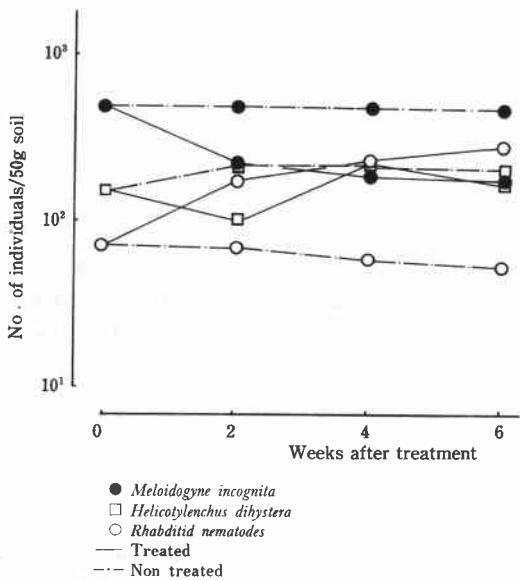 No. of individuals/50g soil
10³
10²
10¹
0 2 4 6
Weeks after treatment
● Meloidogyne incognita
□ Helicotylenchus dihystera
○ Rhabditid nematodes
—— Treated
—·— Non treated